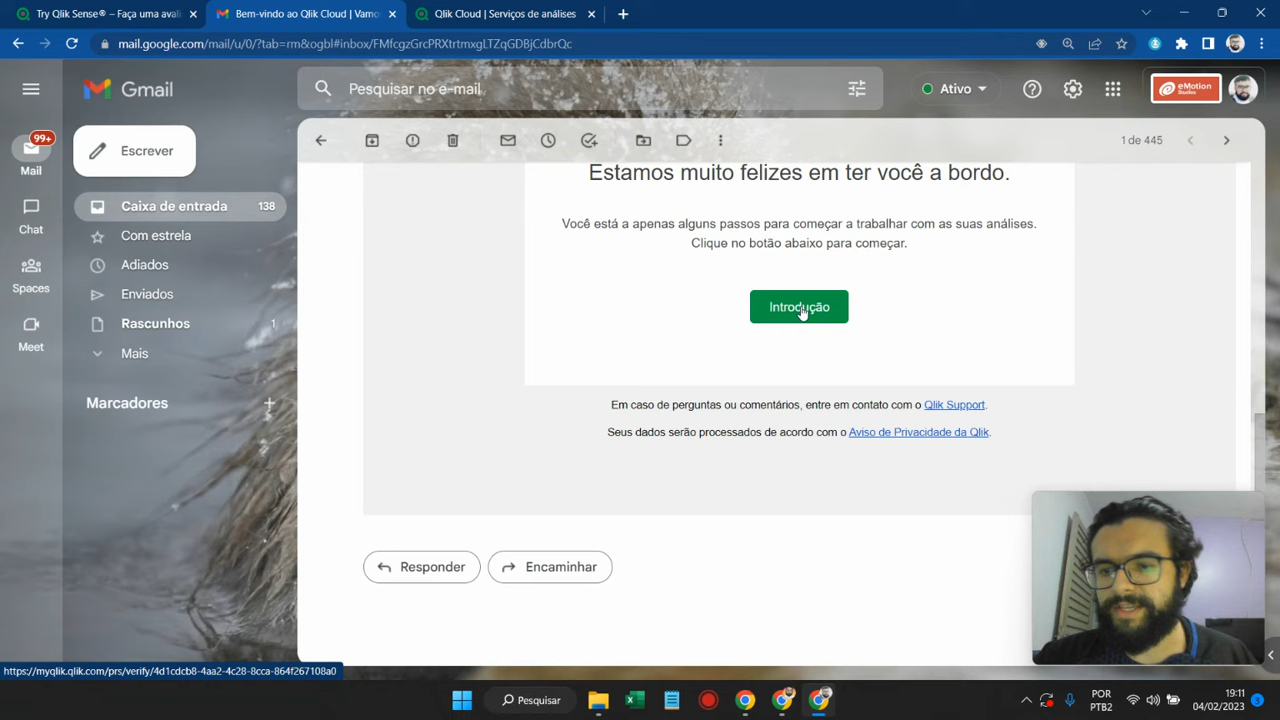 Try Qlik Sense® – Faça uma avali
Bem-vindo ao Qlik Cloud | Vamo
Qlik Cloud | Serviços de análises
mail.google.com/mail/u/0/?tab=rm&ogbl#inbox/FMfcgzGrcPRXtrtmxgLTZqGDBjCdbrQc
Gmail
Pesquisar no e-mail
Ativo
eMotion
Studios
99+
Mail
Chat
Spaces
Meet
Escrever
Caixa de entrada 138
Com estrela
Adiados
Enviados
Rascunhos 1
Mais
Marcadores
1 de 445
Estamos muito felizes em ter você a bordo.
Você está a apenas alguns passos para começar a trabalhar com as suas análises.
Clique no botão abaixo para começar.
Introdução
Em caso de perguntas ou comentários, entre em contato com o Qlik Support.
Seus dados serão processados de acordo com o Aviso de Privacidade da Qlik.
Responder
Encaminhar
https://myqlik.qlik.com/prs/verify/4d1cdcb8-4aa2-4c28-8cca-864f267108a0
Pesquisar
POR
PTB2
19:11
04/02/2023
3